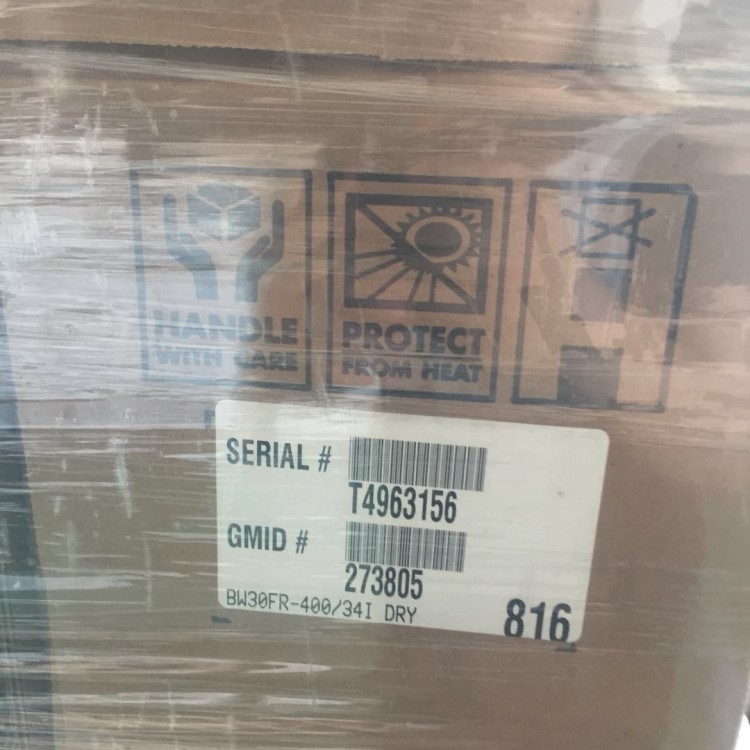 HANDLE
WITH CARE
PROTECT
FROM HEAT
SERIAL #
T4963156
GMID #
273805
BW30FR-400/34I DRY
816